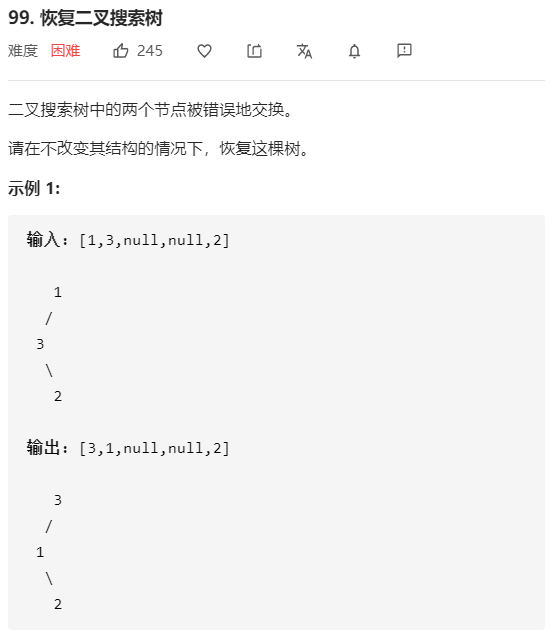 99. 恢复二叉搜索树
难度 困难 245
二叉搜索树中的两个节点被错误地交换。
请在不改变其结构的情况下，恢复这棵树。
示例 1:
输入: [1,3,null,null,2]
1
/
3
\
2
输出: [3,1,null,null,2]
3
/
1
\
2